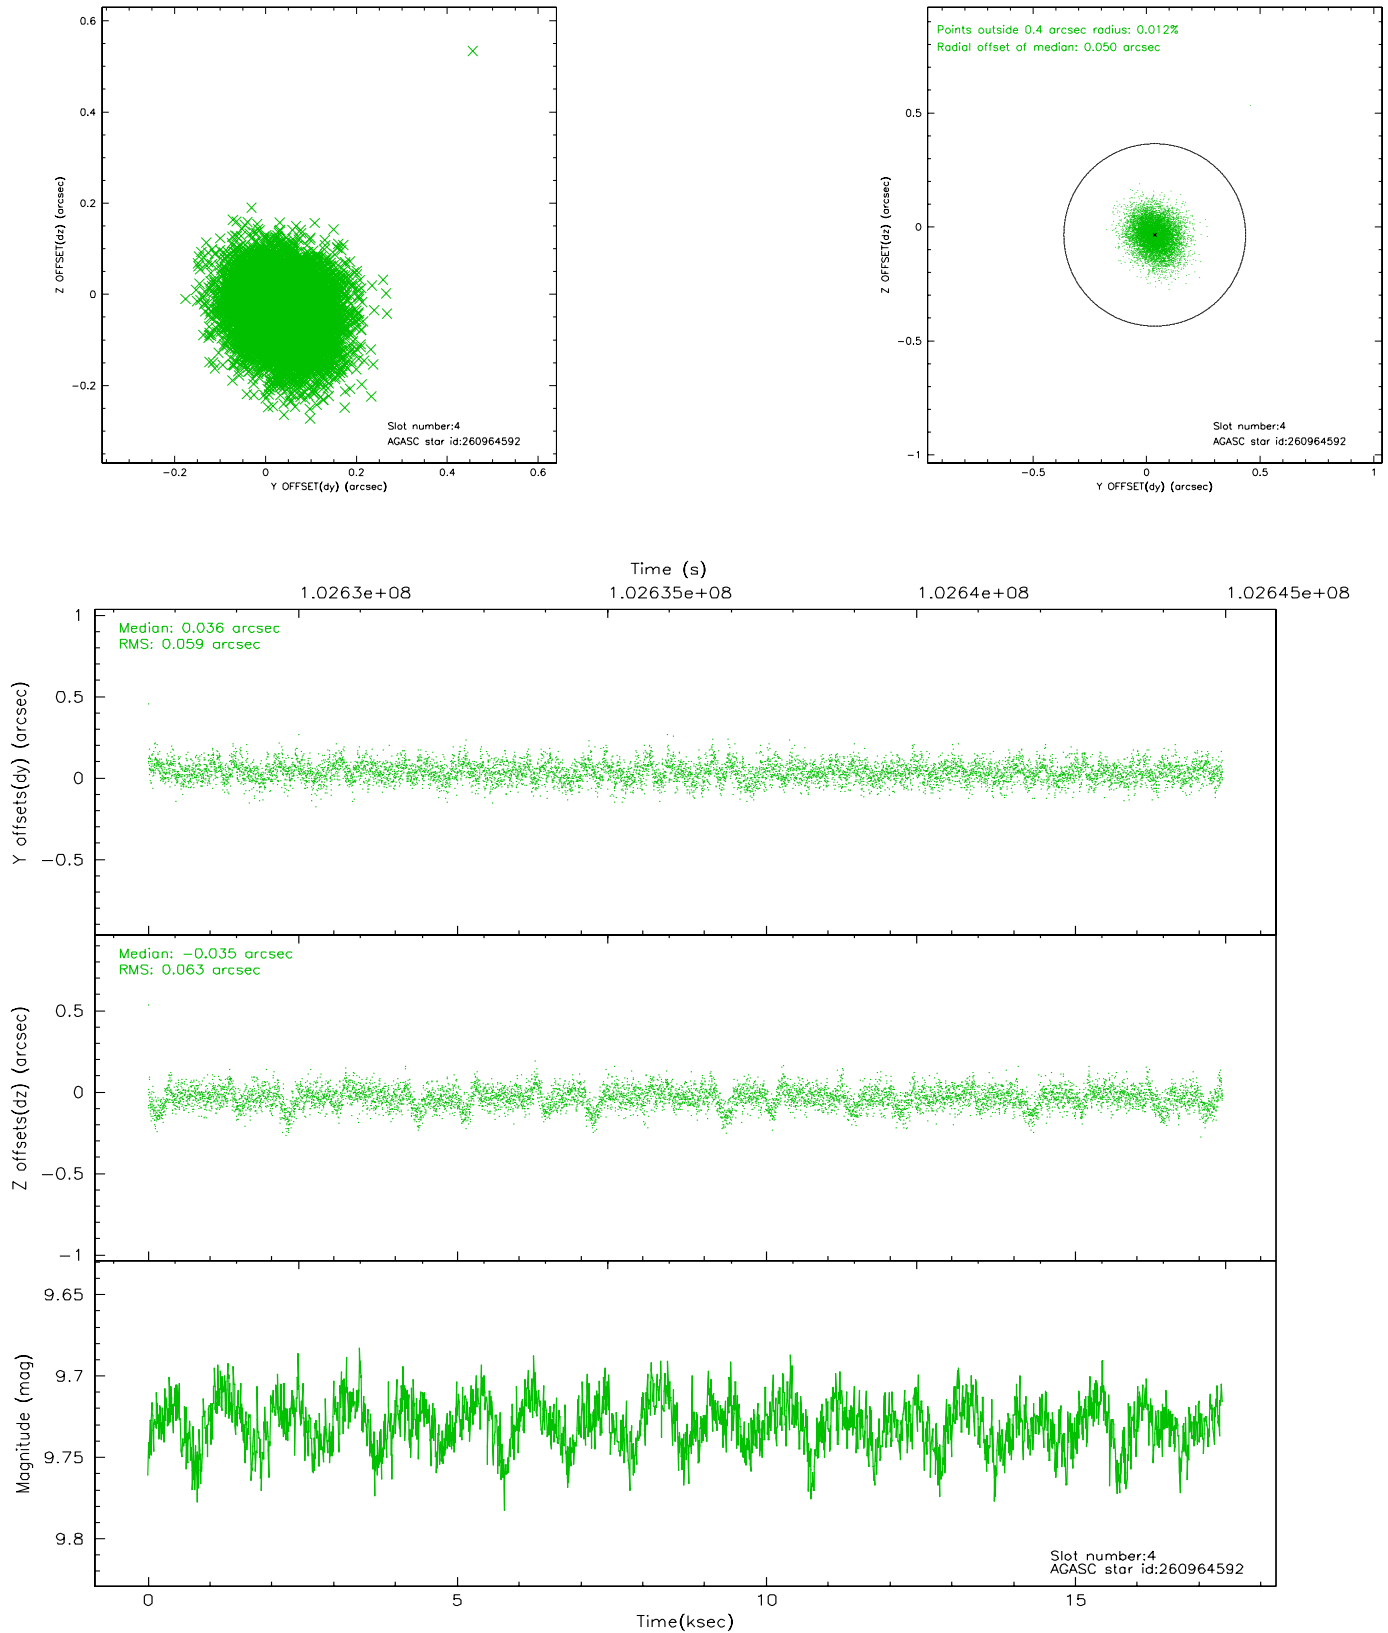 0.6
0.4
0.2
0
−0.2
Z OFFSET(dz) (arcsec)
Slot number:4
AGASC star id:260964592
−0.2 0 0.2 0.4 0.6
Y OFFSET(dy) (arcsec)
Points outside 0.4 arcsec radius: 0.012%
Radial offset of median: 0.050 arcsec
0.5
0
−0.5
−1
Z OFFSET(dz) (arcsec)
Slot number:4
AGASC star id:260964592
−0.5 0 0.5 1
Y OFFSET(dy) (arcsec)
Time (s)
1.0263e+08 1.02635e+08 1.0264e+08 1.02645e+08
Median: 0.036 arcsec
RMS: 0.059 arcsec
1
0.5
0
−0.5
Y offsets(dy) (arcsec)
Median: −0.035 arcsec
RMS: 0.063 arcsec
0.5
0
−0.5
−1
Z offsets(dz) (arcsec)
9.65
9.7
9.75
9.8
Magnitude (mag)
Slot number:4
AGASC star id:260964592
0 5 10 15
Time(ksec)